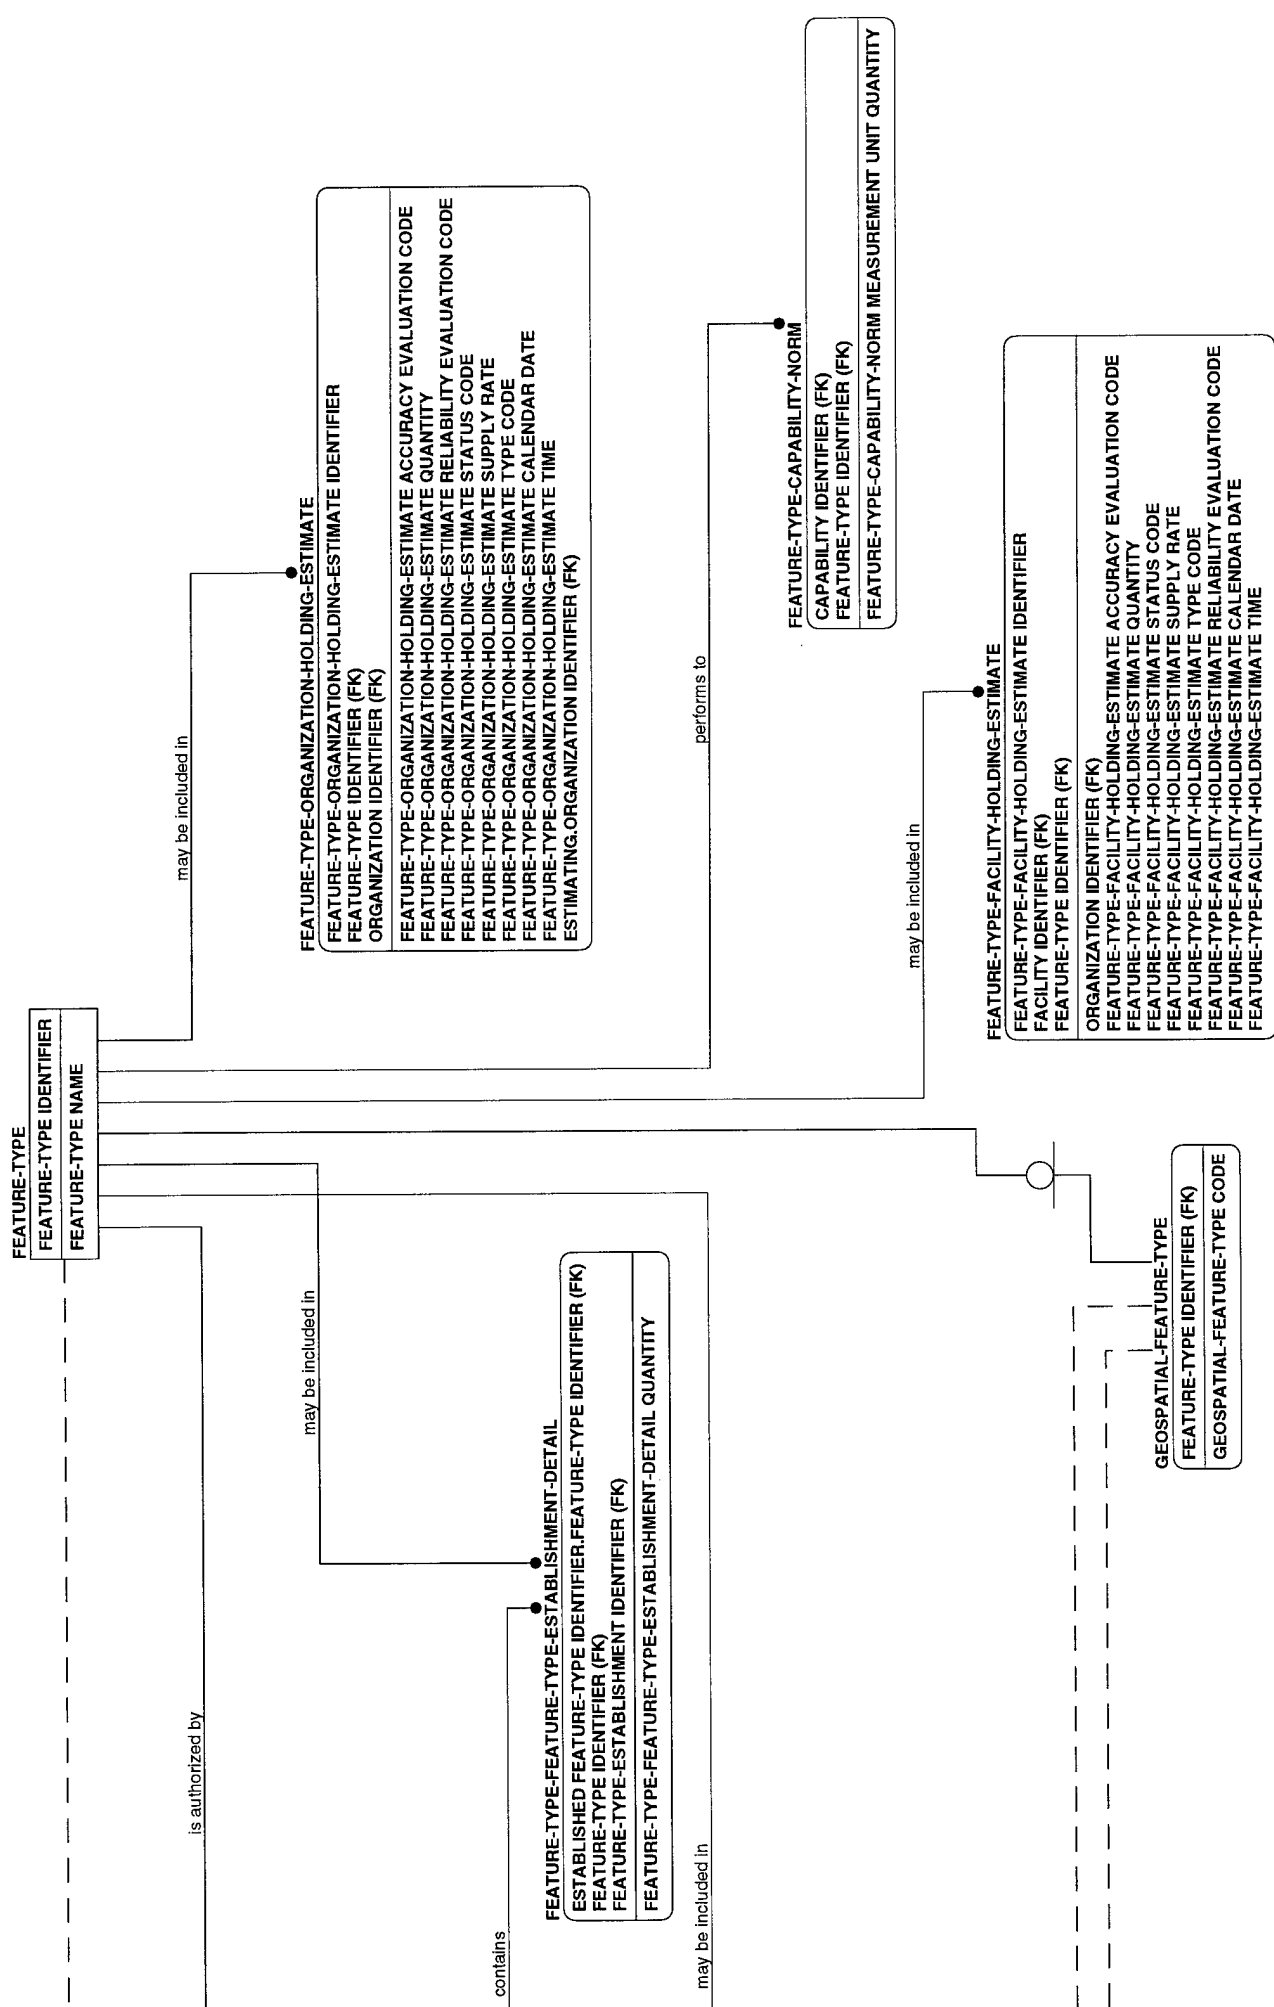 FEATURE-TYPE
FEATURE-TYPE IDENTIFIER
FEATURE-TYPE NAME
is authorized by
may be included in
may be included in
FEATURE-TYPE-ORGANIZATION-HOLDING-ESTIMATE
FEATURE-TYPE-ORGANIZATION-HOLDING-ESTIMATE IDENTIFIER
FEATURE-TYPE IDENTIFIER (FK)
ORGANIZATION IDENTIFIER (FK)
FEATURE-TYPE-ORGANIZATION-HOLDING-ESTIMATE ACCURACY EVALUATION CODE
FEATURE-TYPE-ORGANIZATION-HOLDING-ESTIMATE QUANTITY
FEATURE-TYPE-ORGANIZATION-HOLDING-ESTIMATE RELIABILITY EVALUATION CODE
FEATURE-TYPE-ORGANIZATION-HOLDING-ESTIMATE STATUS CODE
FEATURE-TYPE-ORGANIZATION-HOLDING-ESTIMATE SUPPLY RATE
FEATURE-TYPE-ORGANIZATION-HOLDING-ESTIMATE TYPE CODE
FEATURE-TYPE-ORGANIZATION-HOLDING-ESTIMATE CALENDAR DATE
FEATURE-TYPE-ORGANIZATION-HOLDING-ESTIMATE TIME
ESTIMATING.ORGANIZATION IDENTIFIER (FK)
contains
FEATURE-TYPE-FEATURE-TYPE-ESTABLISHMENT-DETAIL
ESTABLISHED FEATURE-TYPE IDENTIFIER.FEATURE-TYPE IDENTIFIER (FK)
FEATURE-TYPE IDENTIFIER (FK)
FEATURE-TYPE-ESTABLISHMENT IDENTIFIER (FK)
FEATURE-TYPE-FEATURE-TYPE-ESTABLISHMENT-DETAIL QUANTITY
may be included in
performs to
FEATURE-TYPE-CAPABILITY-NORM
CAPABILITY IDENTIFIER (FK)
FEATURE-TYPE IDENTIFIER (FK)
FEATURE-TYPE-CAPABILITY-NORM MEASUREMENT UNIT QUANTITY
may be included in
FEATURE-TYPE-FACILITY-HOLDING-ESTIMATE
FEATURE-TYPE-FACILITY-HOLDING-ESTIMATE IDENTIFIER
FACILITY IDENTIFIER (FK)
FEATURE-TYPE IDENTIFIER (FK)
ORGANIZATION IDENTIFIER (FK)
FEATURE-TYPE-FACILITY-HOLDING-ESTIMATE ACCURACY EVALUATION CODE
FEATURE-TYPE-FACILITY-HOLDING-ESTIMATE QUANTITY
FEATURE-TYPE-FACILITY-HOLDING-ESTIMATE STATUS CODE
FEATURE-TYPE-FACILITY-HOLDING-ESTIMATE SUPPLY RATE
FEATURE-TYPE-FACILITY-HOLDING-ESTIMATE TYPE CODE
FEATURE-TYPE-FACILITY-HOLDING-ESTIMATE RELIABILITY EVALUATION CODE
FEATURE-TYPE-FACILITY-HOLDING-ESTIMATE CALENDAR DATE
FEATURE-TYPE-FACILITY-HOLDING-ESTIMATE TIME
GEOSPATIAL-FEATURE-TYPE
FEATURE-TYPE IDENTIFIER (FK)
GEOSPATIAL-FEATURE-TYPE CODE